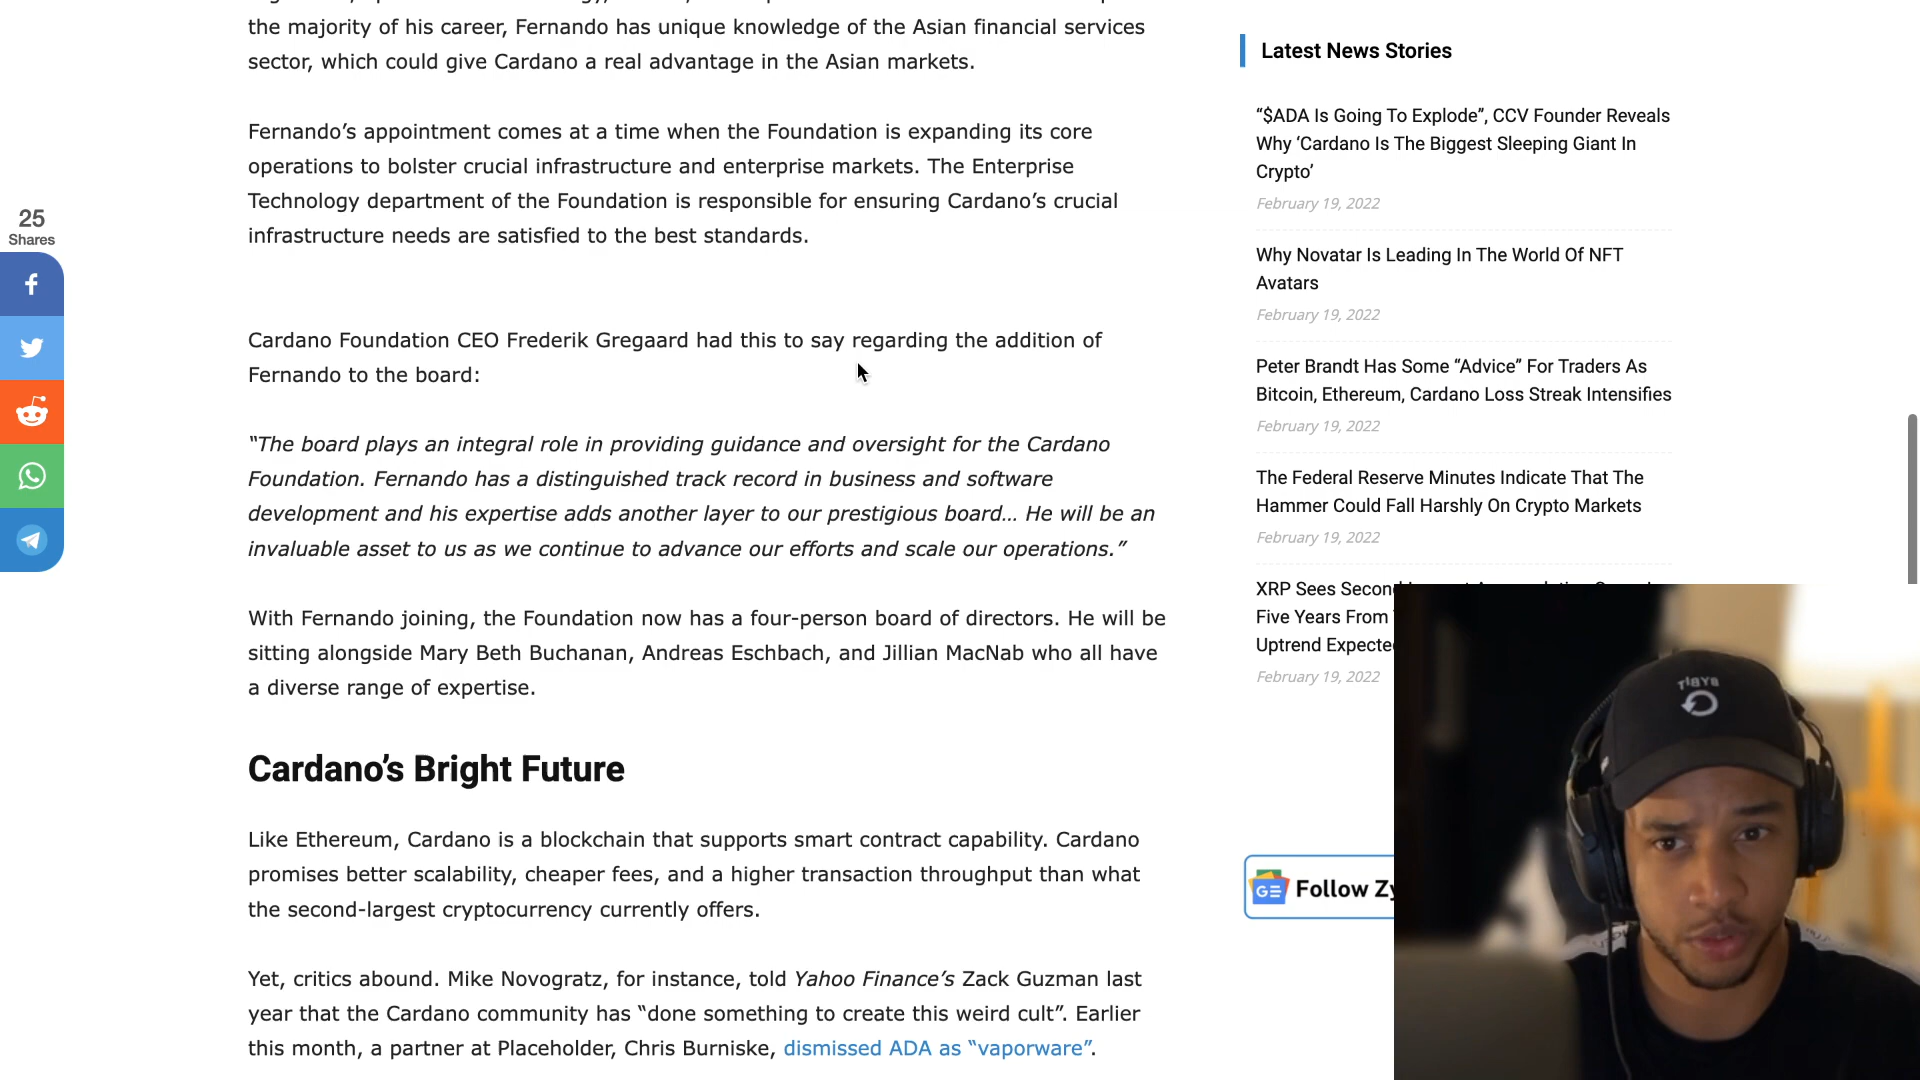 the majority of his career, Fernando has unique knowledge of the Asian financial services
sector, which could give Cardano a real advantage in the Asian markets.
Fernando’s appointment comes at a time when the Foundation is expanding its core
operations to bolster crucial infrastructure and enterprise markets. The Enterprise
Technology department of the Foundation is responsible for ensuring Cardano’s crucial
infrastructure needs are satisfied to the best standards.
Cardano Foundation CEO Frederik Gregaard had this to say regarding the addition of
Fernando to the board:
“The board plays an integral role in providing guidance and oversight for the Cardano
Foundation. Fernando has a distinguished track record in business and software
development and his expertise adds another layer to our prestigious board… He will be an
invaluable asset to us as we continue to advance our efforts and scale our operations.”
With Fernando joining, the Foundation now has a four-person board of directors. He will be
sitting alongside Mary Beth Buchanan, Andreas Eschbach, and Jillian MacNab who all have
a diverse range of expertise.
Cardano’s Bright Future
Like Ethereum, Cardano is a blockchain that supports smart contract capability. Cardano
promises better scalability, cheaper fees, and a higher transaction throughput than what
the second-largest cryptocurrency currently offers.
Yet, critics abound. Mike Novogratz, for instance, told Yahoo Finance’s Zack Guzman last
year that the Cardano community has “done something to create this weird cult”. Earlier
this month, a partner at Placeholder, Chris Burniske, dismissed ADA as “vaporware”.
25
Shares
Latest News Stories
“$ADA Is Going To Explode”, CCV Founder Reveals
Why ‘Cardano Is The Biggest Sleeping Giant In
Crypto’
February 19, 2022
Why Novatar Is Leading In The World Of NFT
Avatars
February 19, 2022
Peter Brandt Has Some “Advice” For Traders As
Bitcoin, Ethereum, Cardano Loss Streak Intensifies
February 19, 2022
The Federal Reserve Minutes Indicate That The
Hammer Could Fall Harshly On Crypto Markets
February 19, 2022
XRP Sees
Five Years From
Uptrend
February 19, 2022
Follow